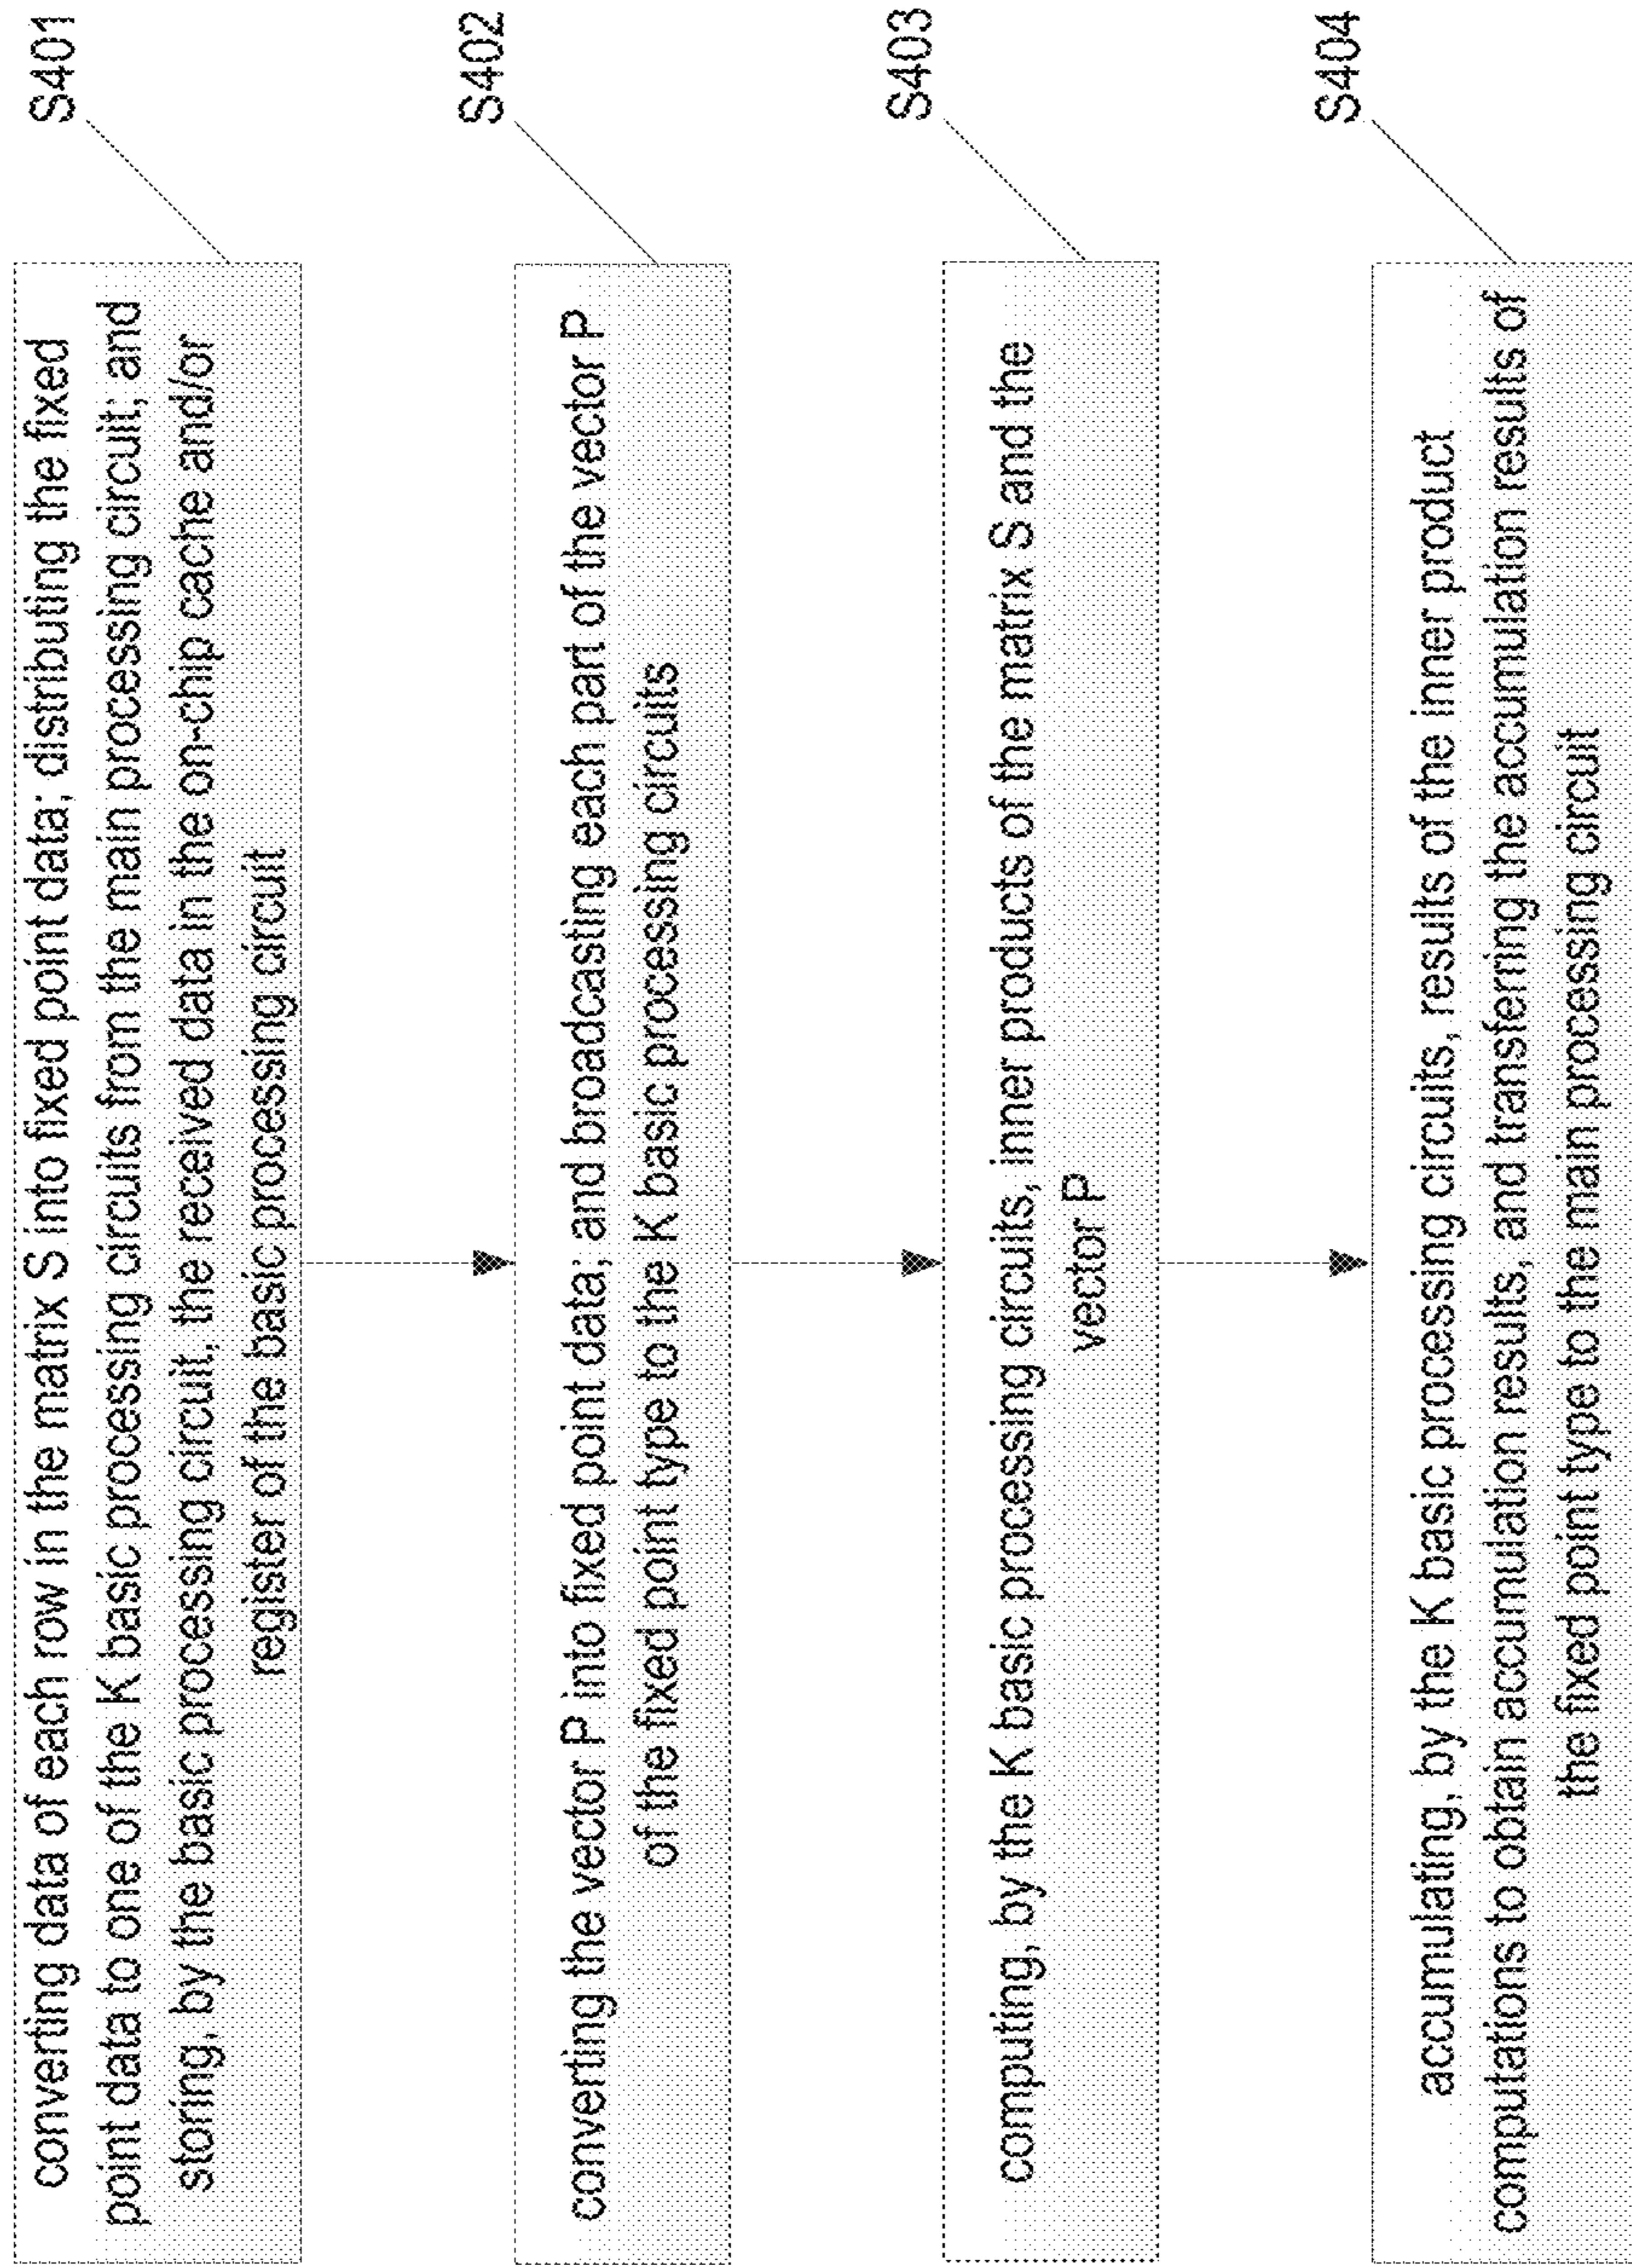 converting data of each row in the matrix S into fixed point data; distributing the fixed
point data to one of the K basic processing circuits from the main processing circuit; and
storing, by the basic processing circuit, the received data in the on-chip cache and/or
register of the basic processing circuit
S401
converting the vector P into fixed point data; and broadcasting each part of the vector P
of the fixed point type to the K basic processing circuits
S402
computing, by the K basic processing circuits, inner products of the matrix S and the
vector P
S403
accumulating, by the K basic processing circuits, results of the inner product
computations to obtain accumulation results, and transferring the accumulation results of
the fixed point type to the main processing circuit
S404